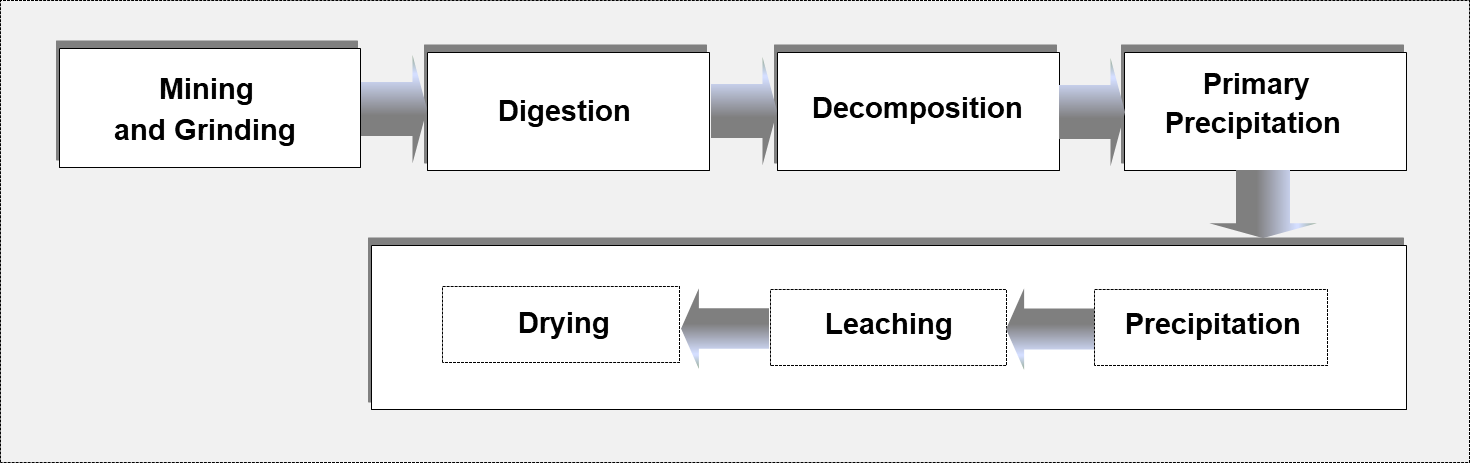 Mining
and Grinding
Digestion
Decomposition
Primary
Precipitation
Precipitation
Leaching
Drying